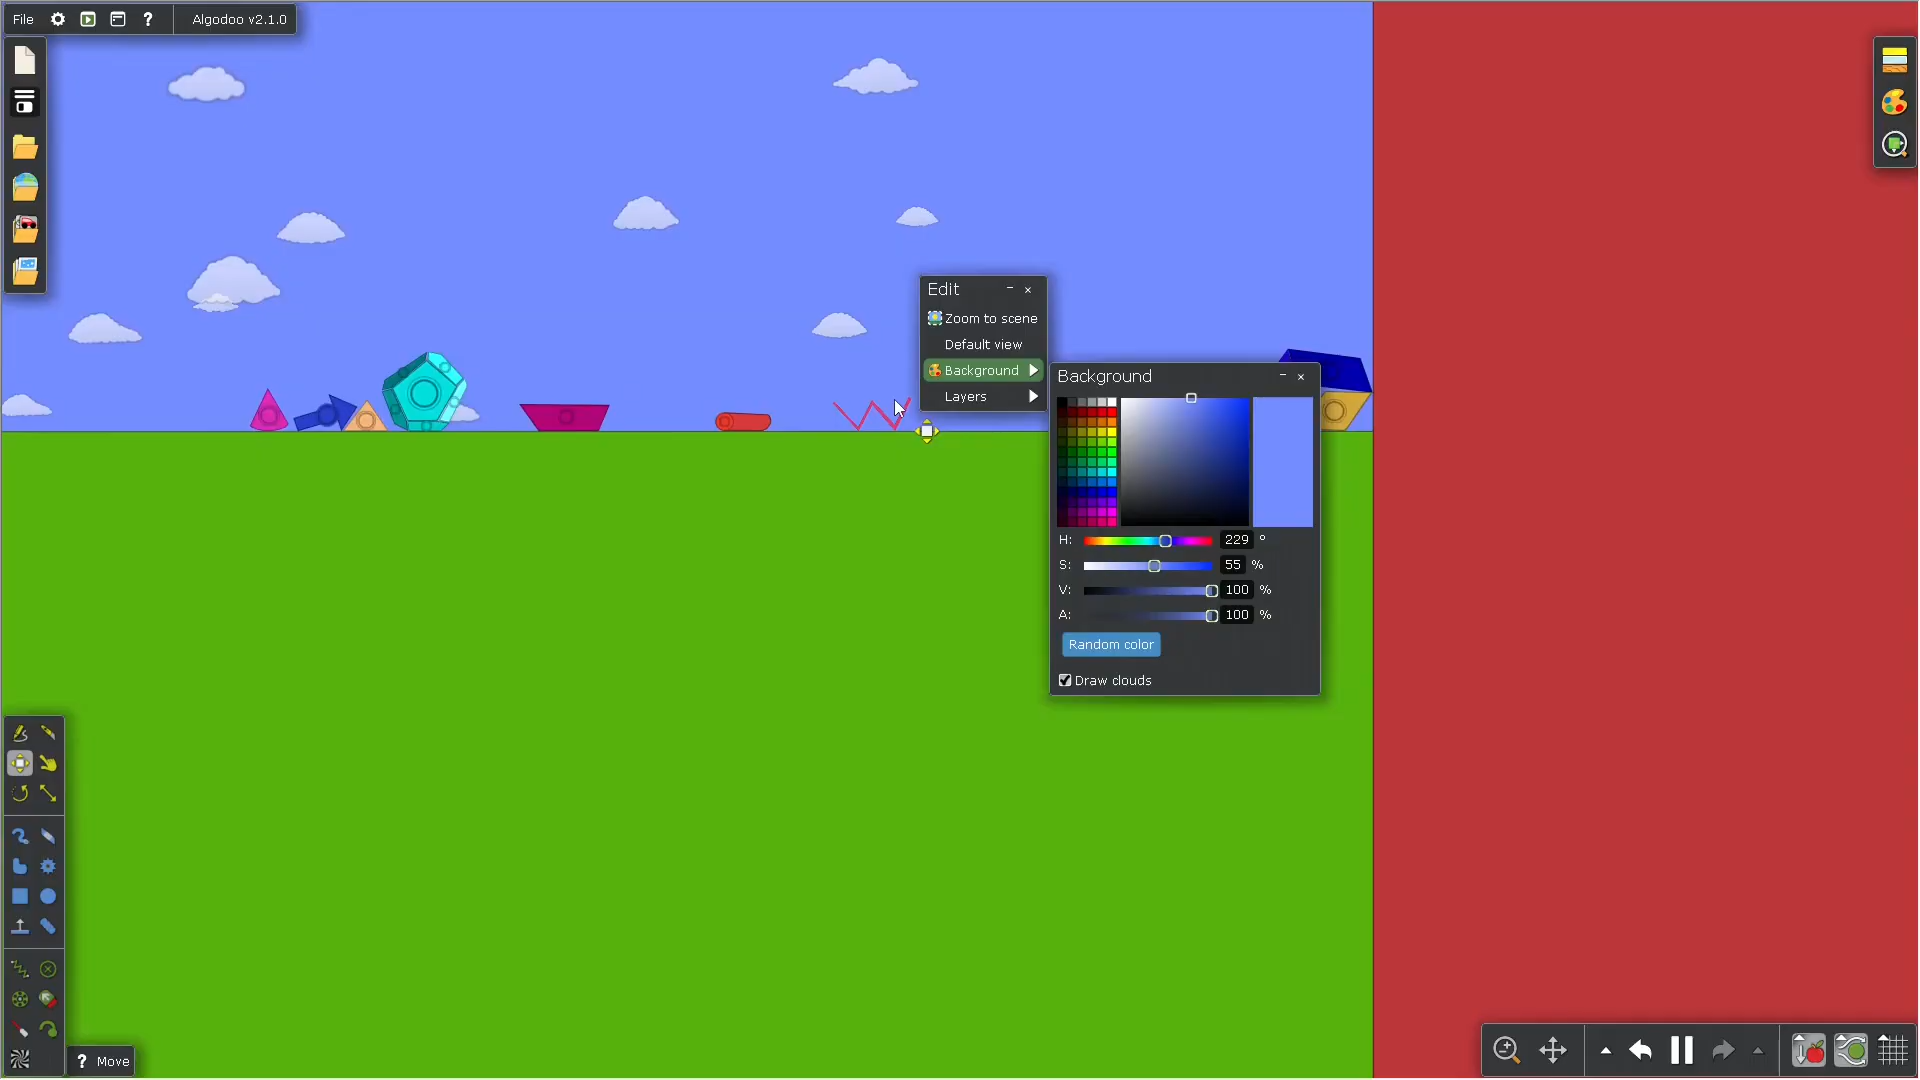 File ? Algodoo v2.1.0
Edit - ×
Zoom to scene
Default view
Background
Layers
Background - ×
H: 229 °
S: 55 %
V: 100 %
A: 100 %
Random color
Draw clouds
? Move